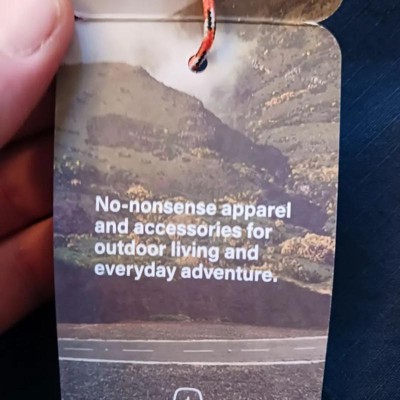 No-nonsense apparel
and accessories for
outdoor living and
everyday adventure.